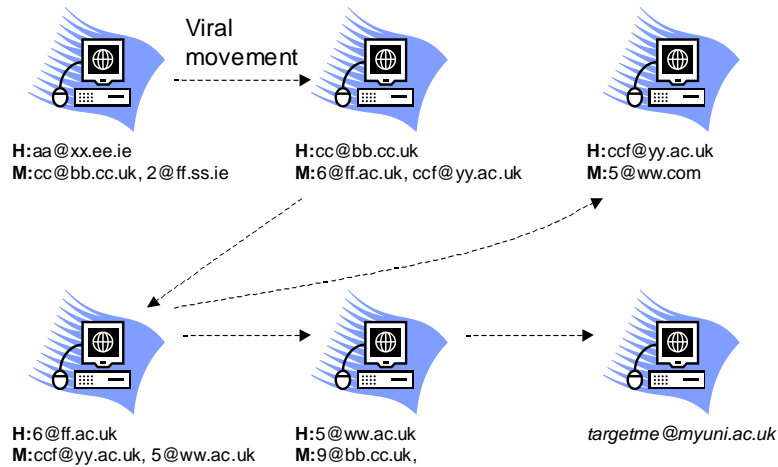 Viral
movement
H:aa@xx.ee.ie
M:cc@bb.cc.uk, 2@ff.ss.ie
H:cc@bb.cc.uk
M:6@ff.ac.uk, ccf@yy.ac.uk
H:ccf@yy.ac.uk
M:5@ww.com
H:6@ff.ac.uk
M:ccf@yy.ac.uk, 5@ww.ac.uk
H:5@ww.ac.uk
M:9@bb.cc.uk,
targetme@myuni.ac.uk